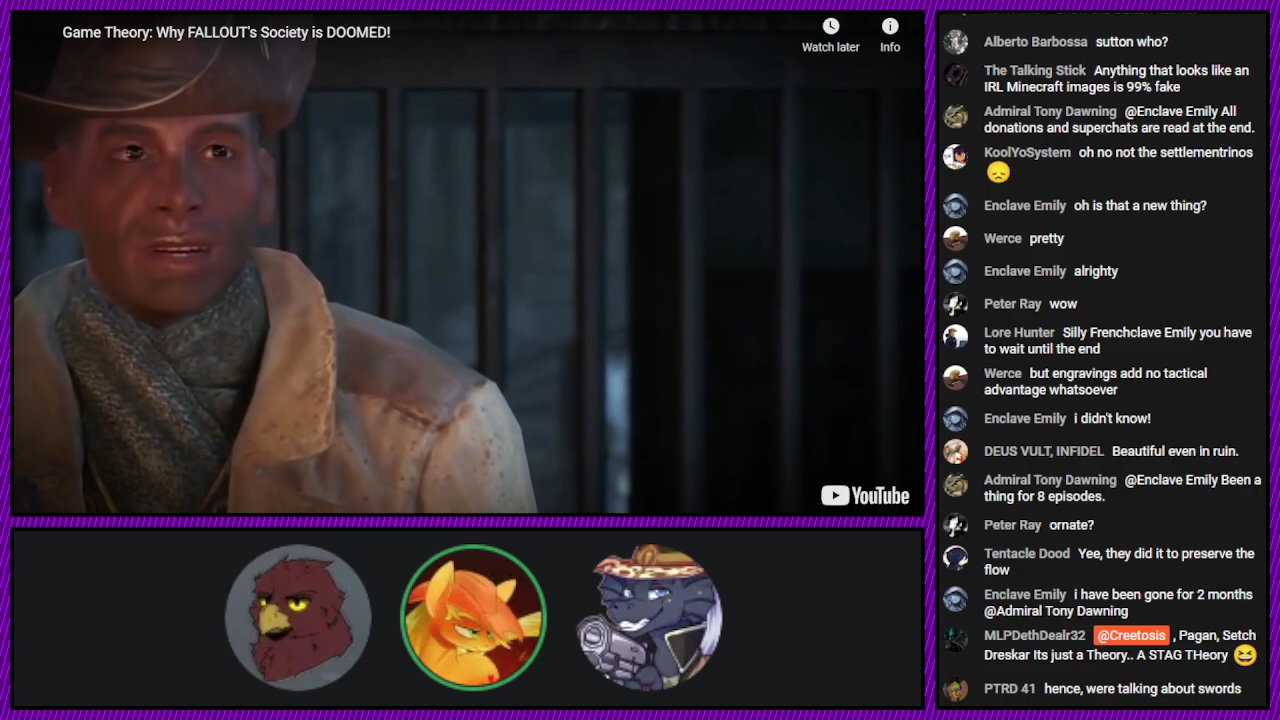 Game Theory: Why FALLOUT's Society is DOOMED!
Watch later
Info
YouTube
Alberto Barbossa sutton who?
The Talking Stick Anything that looks like an
IRL Minecraft images is 99% fake
Admiral Tony Dawning @Enclave Emily All
donations and superchats are read at the end.
KoolYoSystem oh no not the settlementrinos
Enclave Emily oh is that a new thing?
Werce pretty
Enclave Emily alrighty
Peter Ray wow
Lore Hunter Silly Frenchclave Emily you have
to wait until the end
Werce but engravings add no tactical
advantage whatsoever
Enclave Emily i didn't know!
DEUS VULT, INFIDEL Beautiful even in ruin.
Admiral Tony Dawning @Enclave Emily Been a
thing for 8 episodes.
Peter Ray ornate?
Tentacle Dood Yee, they did it to preserve the
flow
Enclave Emily i have been gone for 2 months
@Admiral Tony Dawning
MLPDethDealr32 @Creetosis , Pagan, Setch
Dreskar Its just a Theory.. A STAG THeory
PTRD 41 hence, were talking about swords